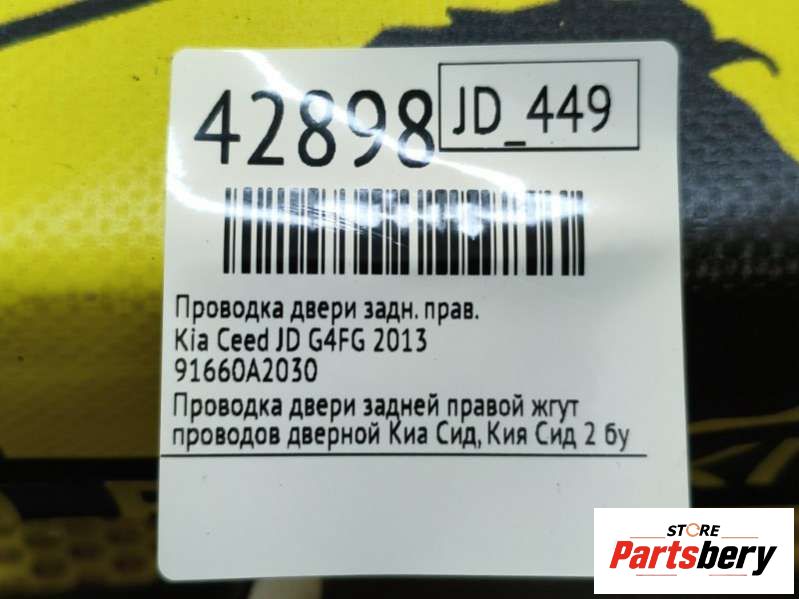 42898
JD_449
Проводка двери задн. прав.
Kia Ceed JD G4FG 2013
91660A2030
Проводка двери задней правой жгут
проводов дверной Киа Сид, Кия Сид 2 бу
STORE
Partsbery